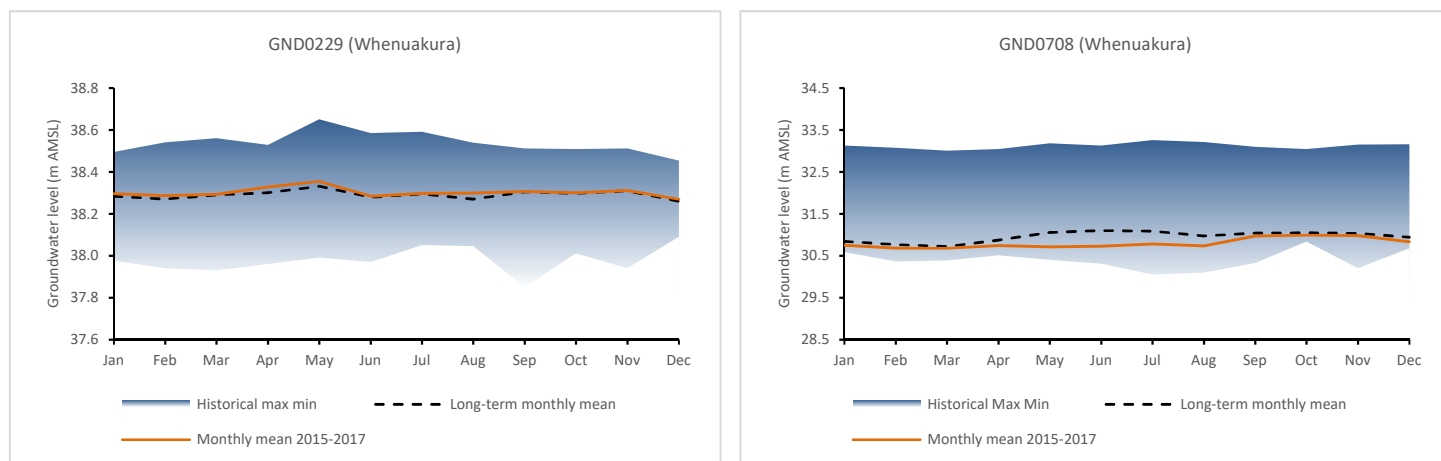 GND0229 (Whenuakura)
Groundwater level (m AMSL)
38.8
38.6
38.4
38.2
38.0
37.8
37.6
Jan Feb Mar Apr May Jun Jul Aug Sep Oct Nov Dec
Historical max min
Long-term monthly mean
Monthly mean 2015-2017
GND0708 (Whenuakura)
Groundwater level (m AMSL)
34.5
33.5
32.5
31.5
30.5
29.5
28.5
Jan Feb Mar Apr May Jun Jul Aug Sep Oct Nov Dec
Historical Max Min
Long-term monthly mean
Monthly mean 2015-2017